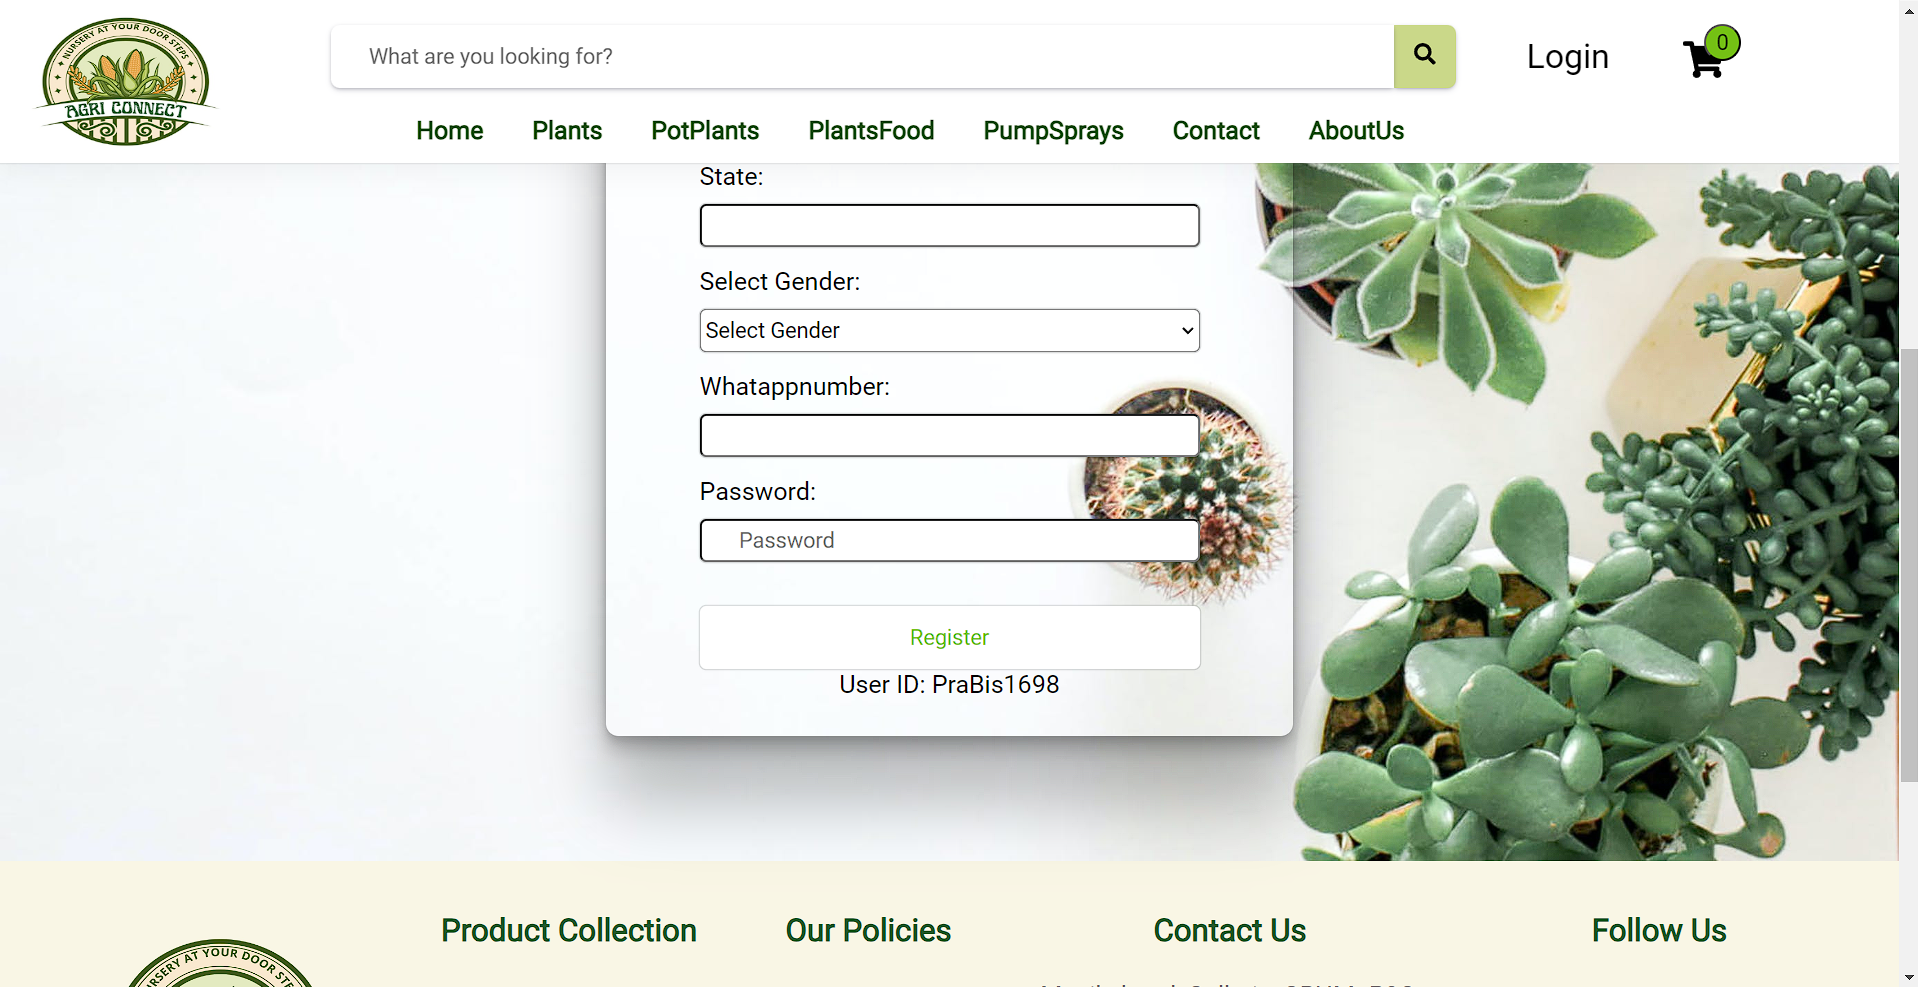 NURSERY AT YOUR DOOR STEPS
AGRI CONNECT
What are you looking for?
Login
0
Home Plants PotPlants PlantsFood PumpSprays Contact AboutUs
State:
Select Gender:
Select Gender
Whatappnumber:
Password:
Password
Register
User ID: PraBis1698
Product Collection Our Policies Contact Us Follow Us
NURSERY AT YOUR DOOR STE